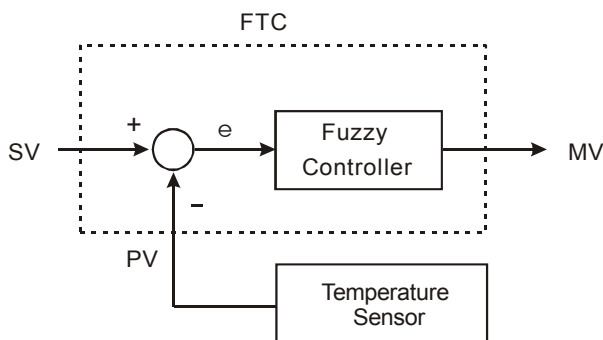 FTC
+
e
Fuzzy
Controller
SV
MV
−
PV
Temperature
Sensor